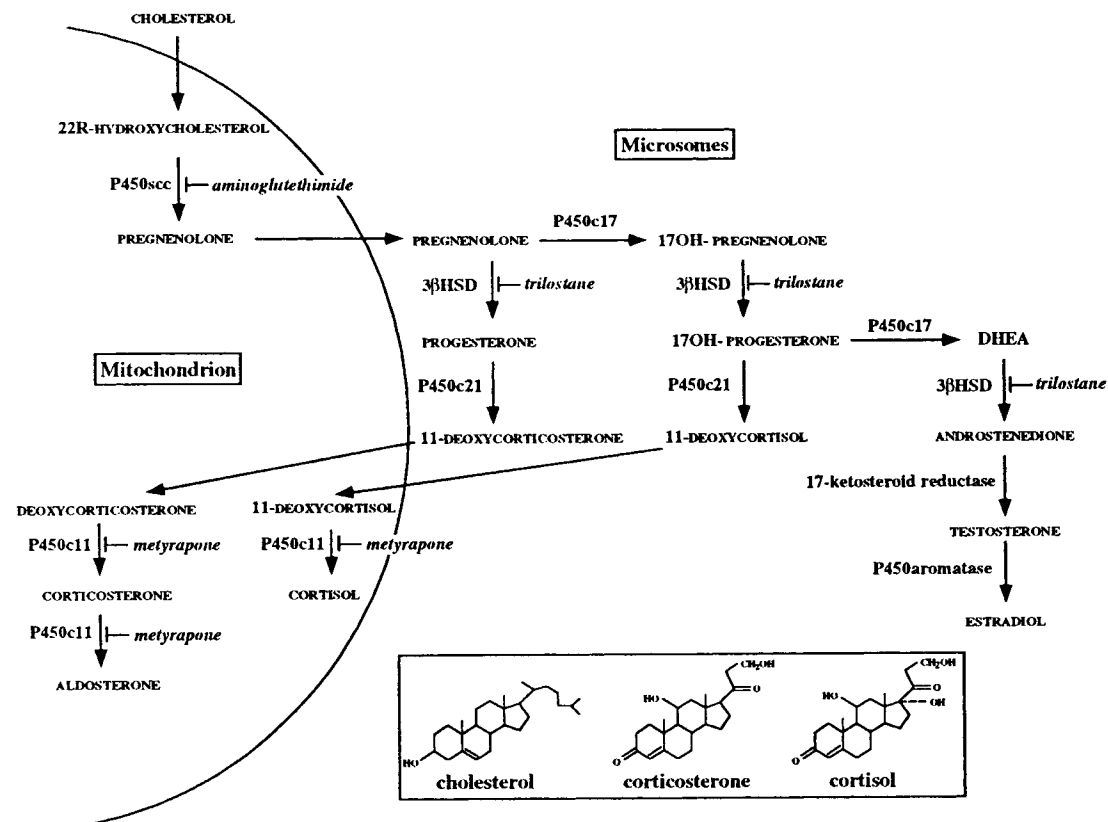 CHOLESTEROL
22R-HYDROXYCHOLESTEROL
Microsomes
P450scc
aminoglutethimide
P450c17
PREGNENOLONE
PREGNENOLONE
17OH- PREGNENOLONE
3βHSD
trilostane
3βHSD
trilostane
P450c17
PROGESTERONE
17OH- PROGESTERONE
DHEA
Mitochondrion
P450c21
P450c21
3βHSD
trilostane
11-DEOXYCORTICOSTERONE
11-DEOXYCORTISOL
ANDROSTENEDIONE
17-ketosteroid reductase
DEOXYCORTICOSTERONE
11-DEOXYCORTISOL
TESTOSTERONE
P450c11
metyrapone
P450c11
metyrapone
P450aromatase
CORTICOSTERONE
CORTISOL
ESTRADIOL
P450c11
metyrapone
ALDOSTERONE
CH₂OH
CH₂OH
HO
O
HO
O
OH
HO
O
O
cholesterol
corticosterone
cortisol